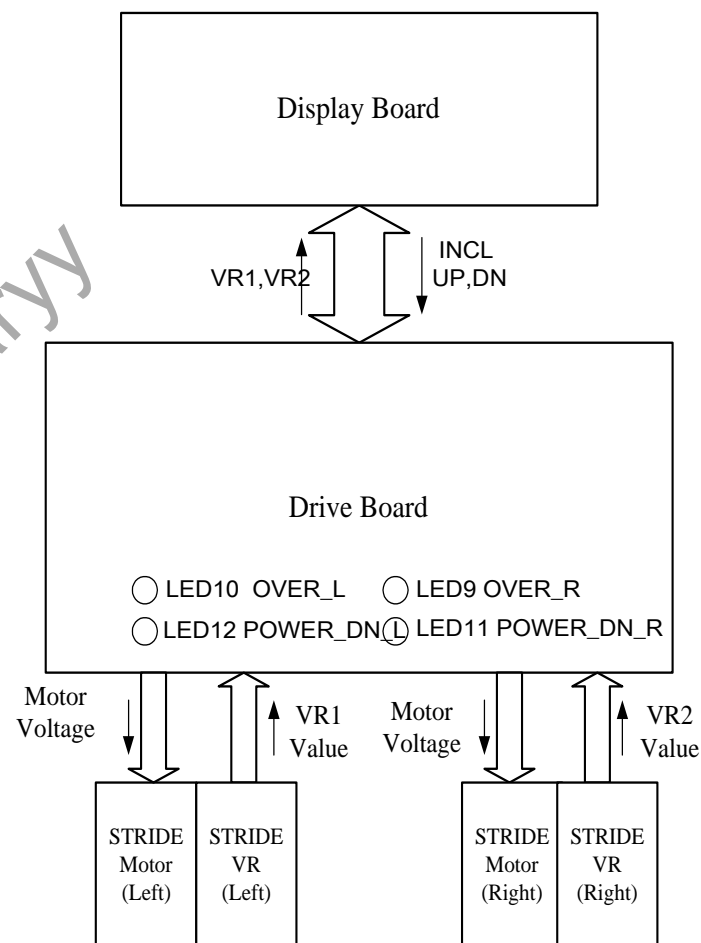 Display Board
VR1,VR2
INCL
UP,DN
Drive Board
LED10 OVER_L
LED9 OVER_R
LED12 POWER_DN_L
LED11 POWER_DN_R
Motor
Voltage
VR1
Value
Motor
Voltage
VR2
Value
STRIDE
Motor
(Left)
STRIDE
VR
(Left)
STRIDE
Motor
(Right)
STRIDE
VR
(Right)